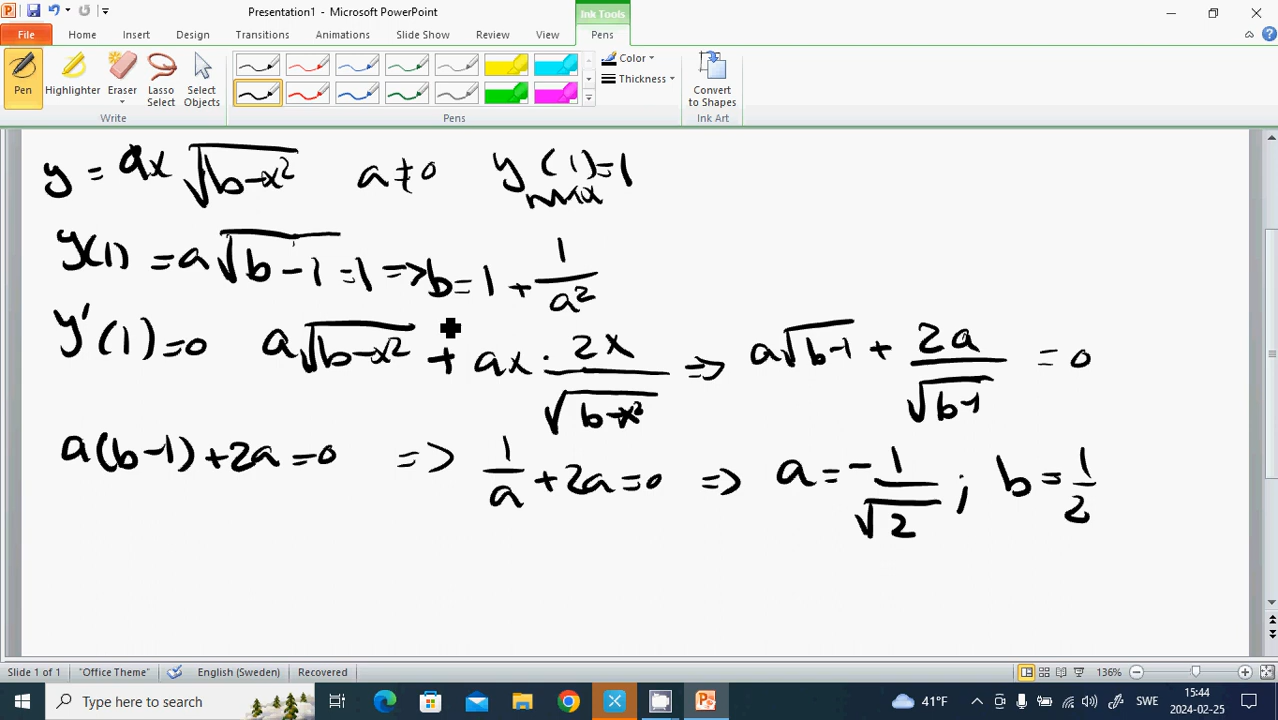 Presentation1 - Microsoft PowerPoint
Ink Tools
File Home Insert Design Transitions Animations Slide Show Review View Pens
Pen Highlighter Eraser Lasso Select Select Objects
Color
Thickness
Convert to Shapes
Write Pens Ink Art
y = ax √(b-x²) a ≠ 0 y(1)=1
max
y(1) = a√(b-1) = 1 => b = 1 + 1/a²
y'(1) = 0 a√(b-x²) + ax · 2x/√(b-x²) => a√(b-1) + 2a/√(b-1) = 0
a(b-1)+2a=0 => 1/a + 2a = 0 => a = -1/√2 ; b = 1/2
Slide 1 of 1 "Office Theme" English (Sweden) Recovered 136%
Type here to search 41°F SWE 15:44
2024-02-25